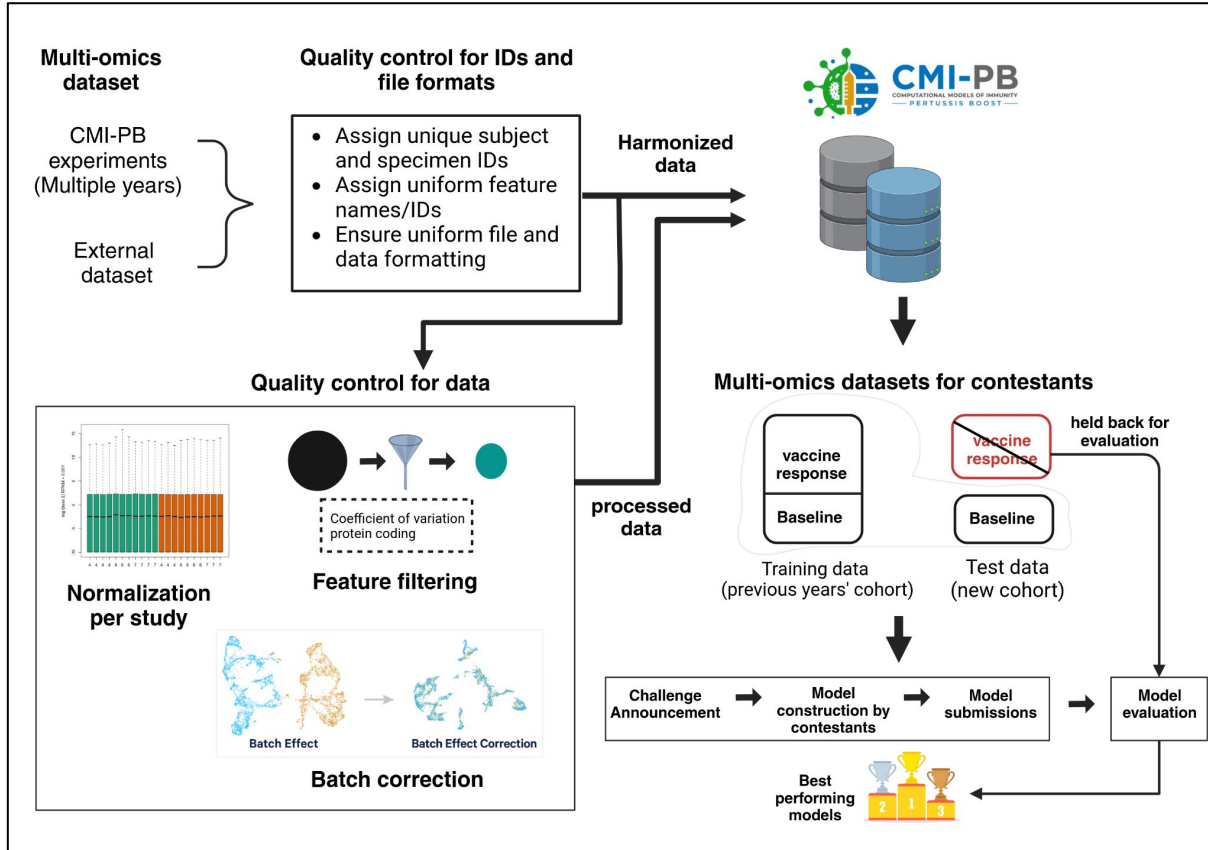 Multi-omics
dataset
CMI-PB
experiments
(Multiple years)
External
dataset
Quality control for IDs and
file formats
• Assign unique subject
and specimen IDs
• Assign uniform feature
names/IDs
• Ensure uniform file and
data formatting
Harmonized
data
CMI-PB
COMPUTATIONAL MODELS OF IMMUNITY
PERTUSSIS BOOST
Quality control for data
Normalization
per study
Coefficient of variation
protein coding
Feature filtering
Batch Effect
Batch Effect Correction
Batch correction
processed
data
Multi-omics datasets for contestants
vaccine
response
Baseline
Training data
(previous years' cohort)
vaccine
response
Baseline
Test data
(new cohort)
held back for
evaluation
Challenge
Announcement
Model
construction by
contestants
Model
submissions
Model
evaluation
Best
performing
models
2
1
3